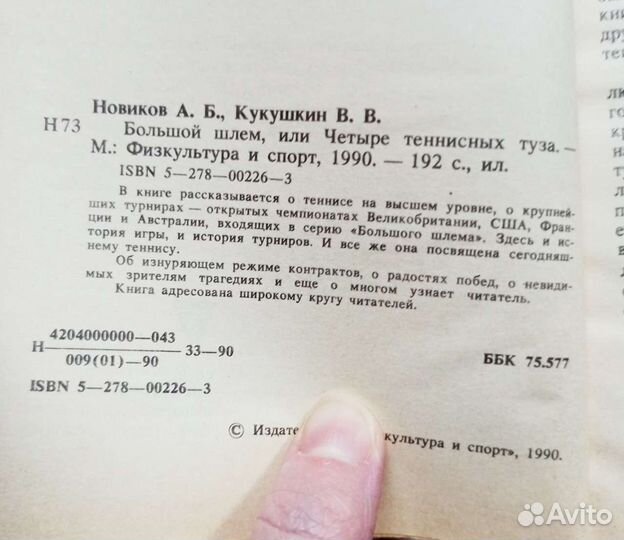 Новиков А. Б., Кукушкин В. В.
Н 73 Большой шлем, или Четыре теннисных туза. —
М.: Физкультура и спорт, 1990. — 192 с., ил.
ISBN 5—278—00226—3
В книге рассказывается о теннисе на высшем уровне, о крупней-
ших турнирах — открытых чемпионатах Великобритании, США, Фран-
ции и Австралии, входящих в серию «Большого шлема». Здесь и ис-
тория игры, и история турниров. И все же она посвящена сегодняш-
нему теннису.
Об изнуряющем режиме контрактов, о радостях побед, о невиди-
мых зрителям трагедиях и еще о многом узнает читатель.
Книга адресована широкому кругу читателей.
4204000000—043
Н 33—90
009(01)—90
ББК 75.577
ISBN 5—278—00226—3
© Издате культура и спорт», 1990.
Avito